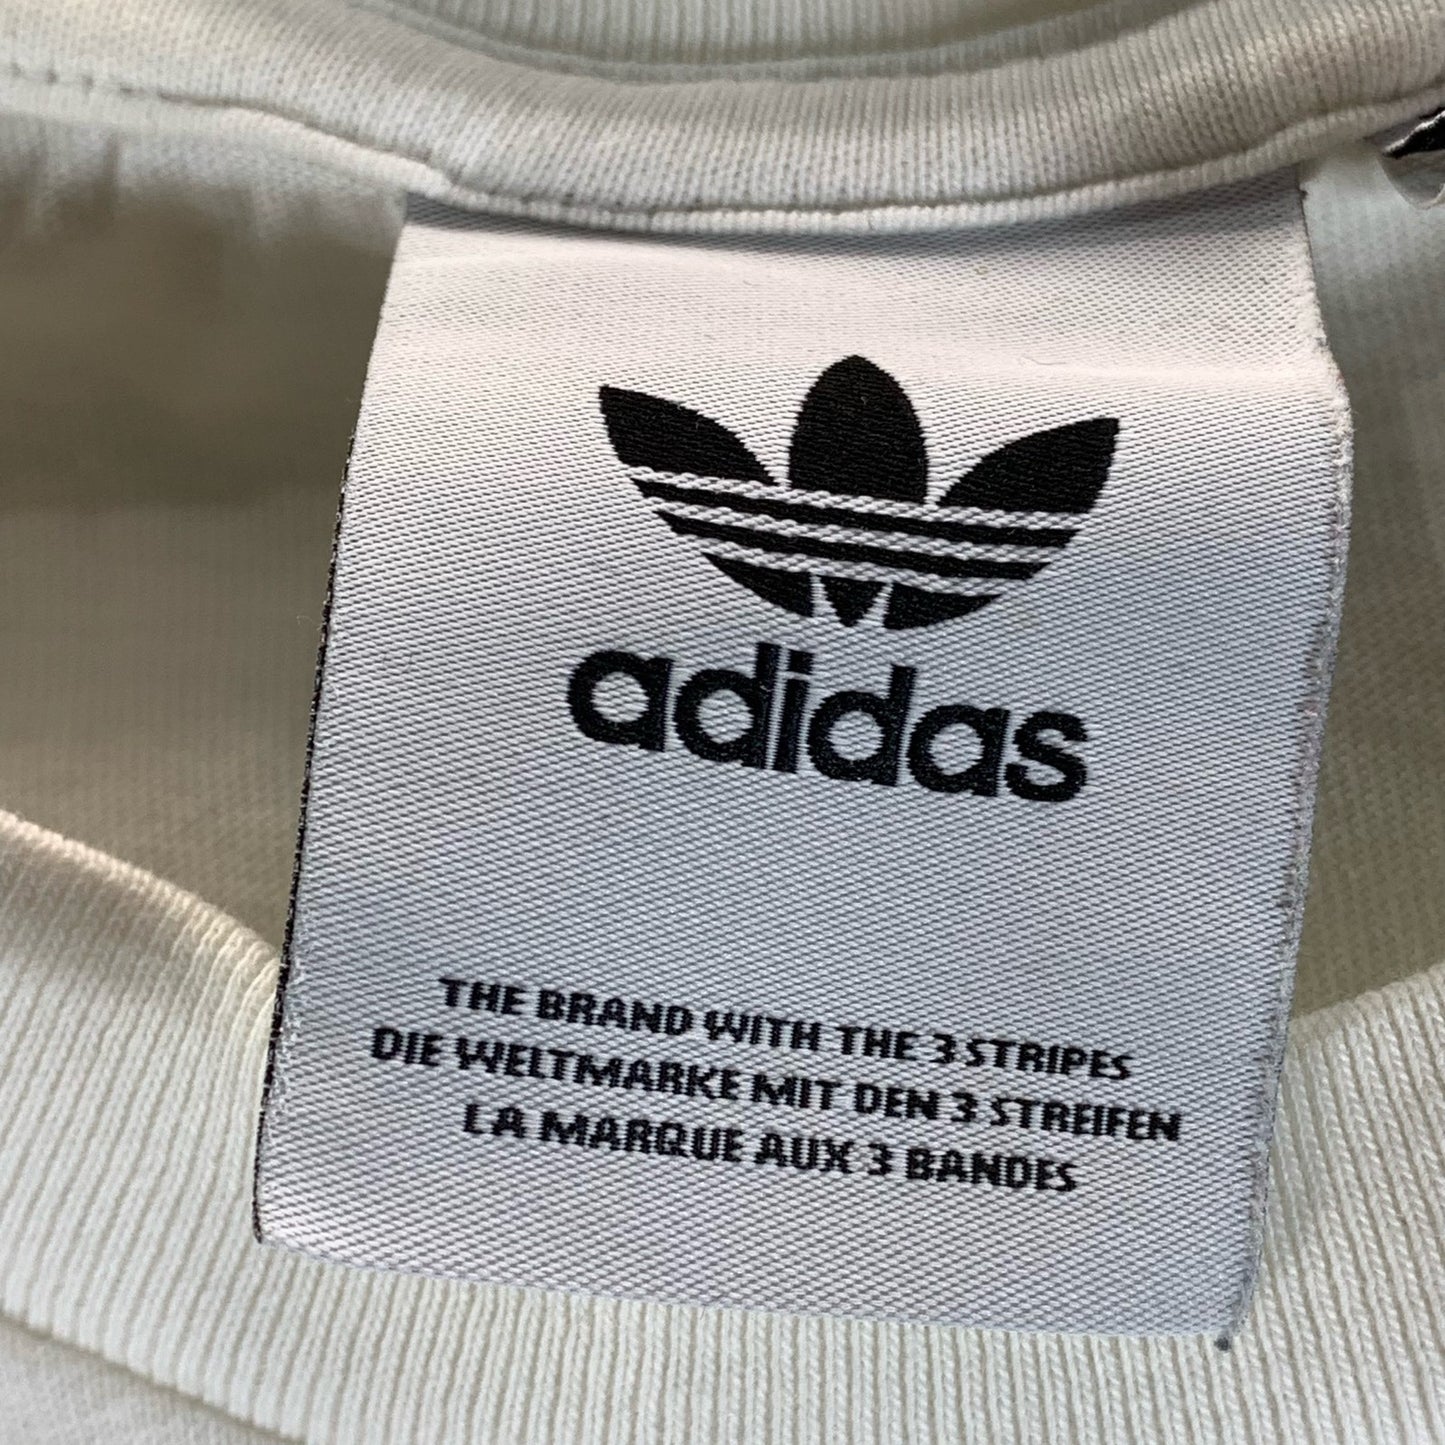 adidas
THE BRAND WITH THE 3 STRIPES
DIE WELTMARKE MIT DEN 3 STREIFEN
LA MARQUE AUX 3 BANDES